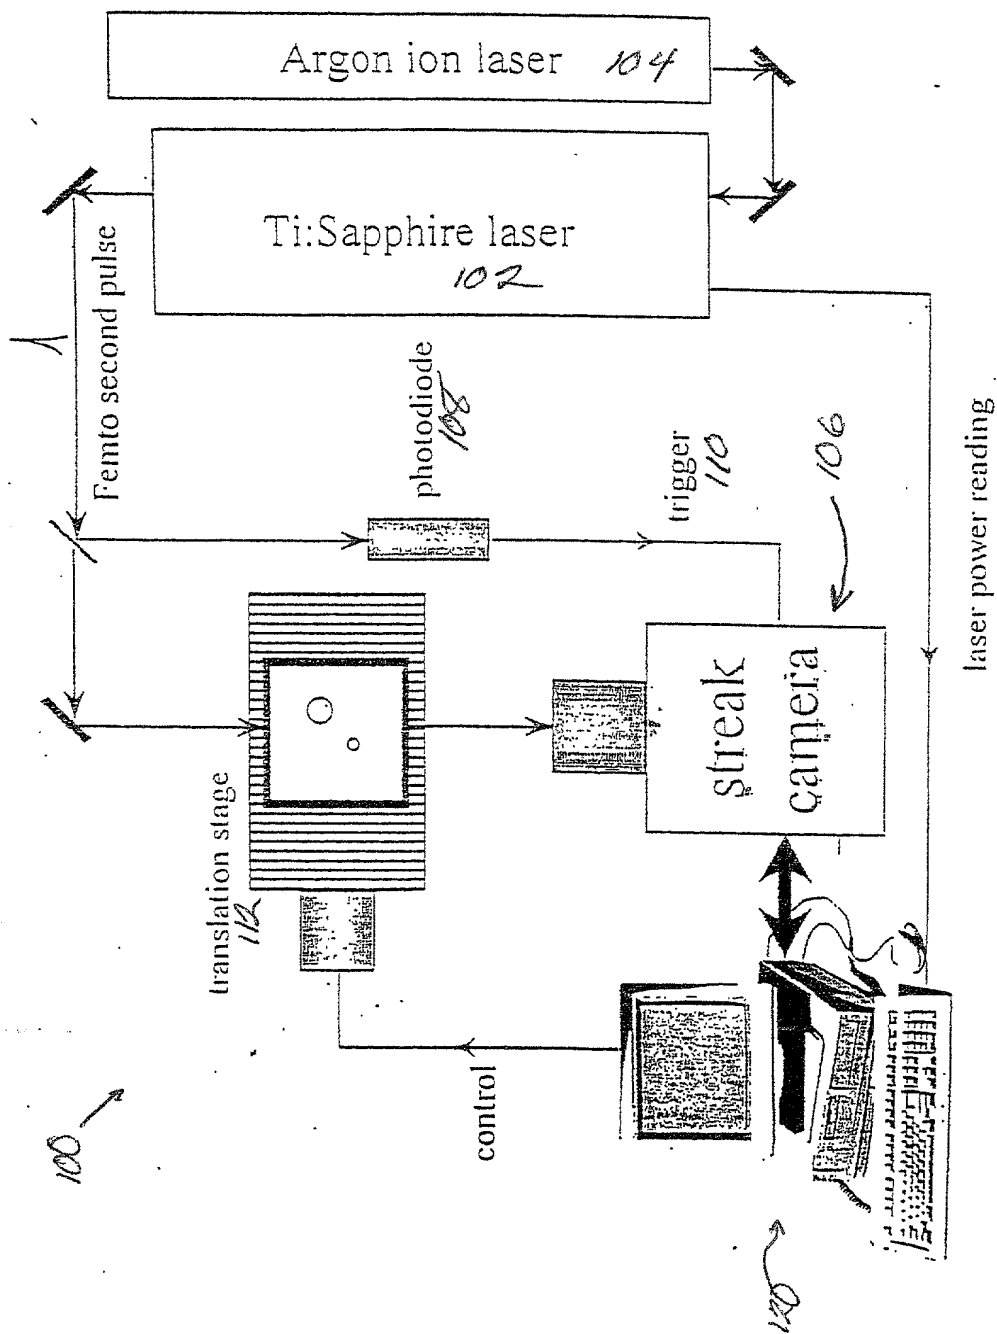 Argon ion laser 104
Ti:Sapphire laser
102
Femto second pulse
photodiode
108
trigger
110
106
laser power reading
streak
camera
translation stage
112
control
100
120